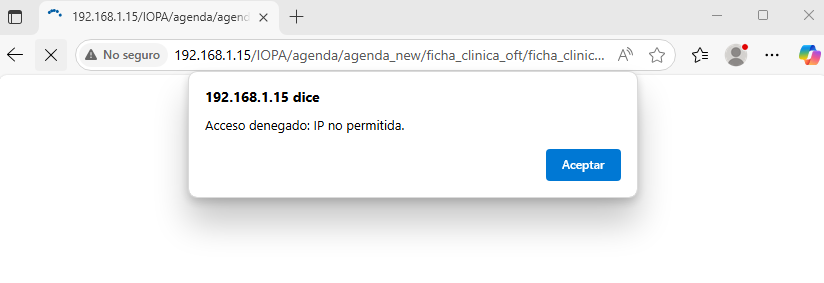 192.168.1.15/IOPA/agenda/agend
No seguro
192.168.1.15/IOPA/agenda/agenda_new/ficha_clinica_oft/ficha_clinic...
192.168.1.15 dice
Acceso denegado: IP no permitida.
Aceptar